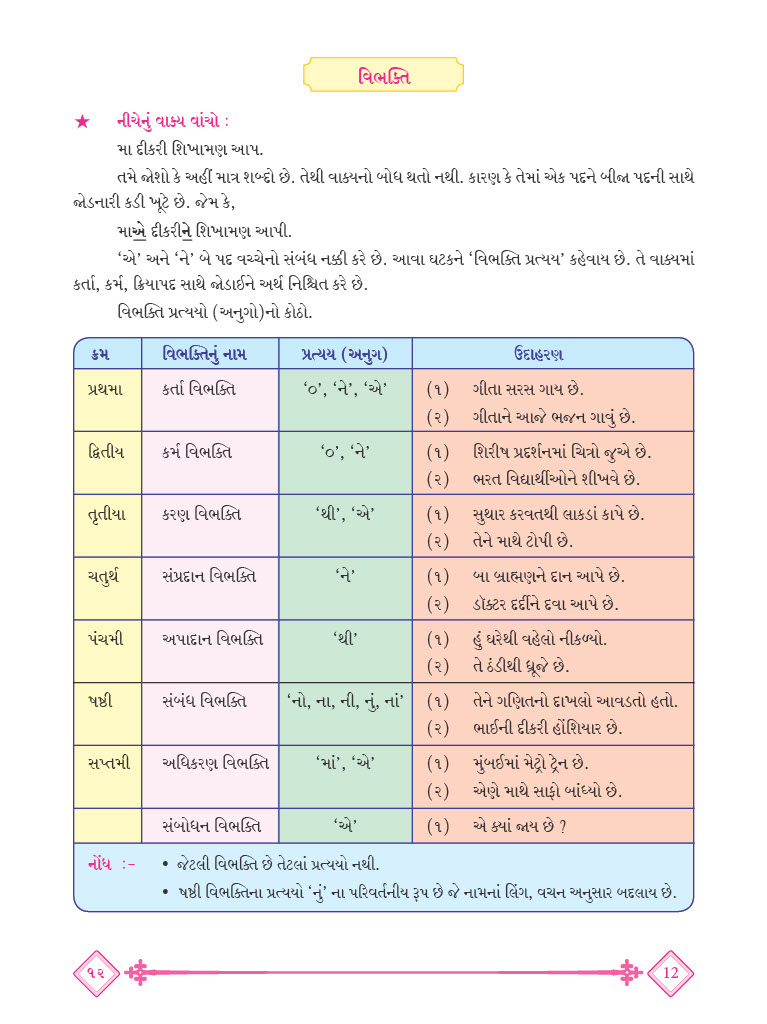 વિભક્તિ
★ નીચેનું વાક્ય વાંચો :
મા દીકરી શિખામણ આપ.
તમે જોશો કે અહીં માત્ર શબ્દો છે. તેથી વાક્યનો બોધ થતો નથી. કારણ કે તેમાં એક પદને બીજા પદની સાથે
જોડનારી કડી ખૂટે છે. જેમ કે,
માએ દીકરીને શિખામણ આપી.
‘એ’ અને ‘ને’ બે પદ વચ્ચેનો સંબંધ નક્કી કરે છે. આવા ઘટકને ‘વિભક્તિ પ્રત્યય’ કહેવાય છે. તે વાક્યમાં
કર્તા, કર્મ, ક્રિયાપદ સાથે જોડાઈને અર્થ નિશ્ચિત કરે છે.
વિભક્તિ પ્રત્યયો (અનુગો)નો કોઠો.
ક્રમ વિભક્તિનું નામ પ્રત્યય (અનુગ) ઉદાહરણ
પ્રથમા કર્તા વિભક્તિ ‘૦’, ‘ને’, ‘એ’ (૧) ગીતા સરસ ગાય છે.
(૨) ગીતાને આજે ભજન ગાવું છે.
દ્વિતીય કર્મ વિભક્તિ ‘૦’, ‘ને’ (૧) શિરીષ પ્રદર્શનમાં ચિત્રો જુએ છે.
(૨) ભરત વિદ્યાર્થીઓને શીખવે છે.
તૃતીયા કરણ વિભક્તિ ‘થી’, ‘એ’ (૧) સુથાર કરવતથી લાકડાં કાપે છે.
(૨) તેને માથે ટોપી છે.
ચતુર્થ સંપ્રદાન વિભક્તિ ‘ને’ (૧) બા બ્રાહ્મણને દાન આપે છે.
(૨) ડૉક્ટર દર્દીને દવા આપે છે.
પંચમી અપાદાન વિભક્તિ ‘થી’ (૧) હું ઘરેથી વહેલો નીકળ્યો.
(૨) તે ઠંડીથી ધ્રૂજે છે.
ષષ્ઠી સંબંધ વિભક્તિ ‘નો, ના, ની, નું, નાં’ (૧) તેને ગણિતનો દાખલો આવડતો હતો.
(૨) ભાઈની દીકરી હોંશિયાર છે.
સપ્તમી અધિકરણ વિભક્તિ ‘માં’, ‘એ’ (૧) મુંબઈમાં મેટ્રો ટ્રેન છે.
(૨) એણે માથે સાફો બાંધ્યો છે.
સંબોધન વિભક્તિ ‘એ’ (૧) એ ક્યાં જાય છે ?
નોંધ :- • જેટલી વિભક્તિ છે તેટલાં પ્રત્યયો નથી.
• ષષ્ઠી વિભક્તિના પ્રત્યયો ‘નું’ ના પરિવર્તનીય રૂપ છે જે નામનાં લિંગ, વચન અનુસાર બદલાય છે.
૧૨ 12